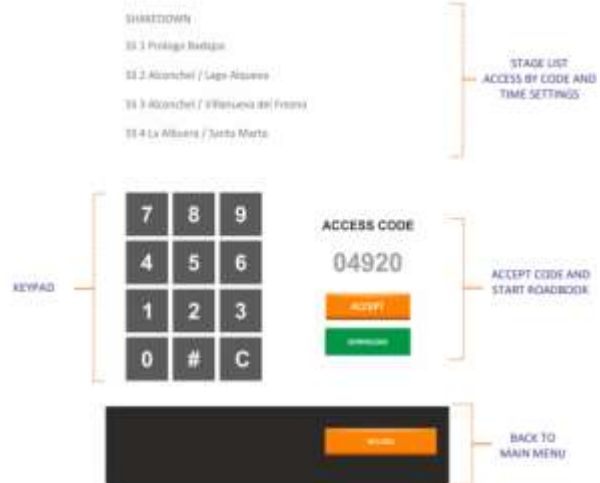 SHAKEDOWN
SS 1 Prologo Badajoz
SS 2 Alconchel / Lago Alqueva
SS 3 Alconchel / Villanueva del Fresno
SS 4 La Albuera / Santa Marta
STAGE LIST
ACCESS BY CODE AND
TIME SETTINGS
KEYPAD
7 8 9
4 5 6
1 2 3
0 # C
ACCESS CODE
04920
ACCEPT
DOWNLOAD
ACCEPT CODE AND
START ROADBOOK
BACK TO
MAIN MENU